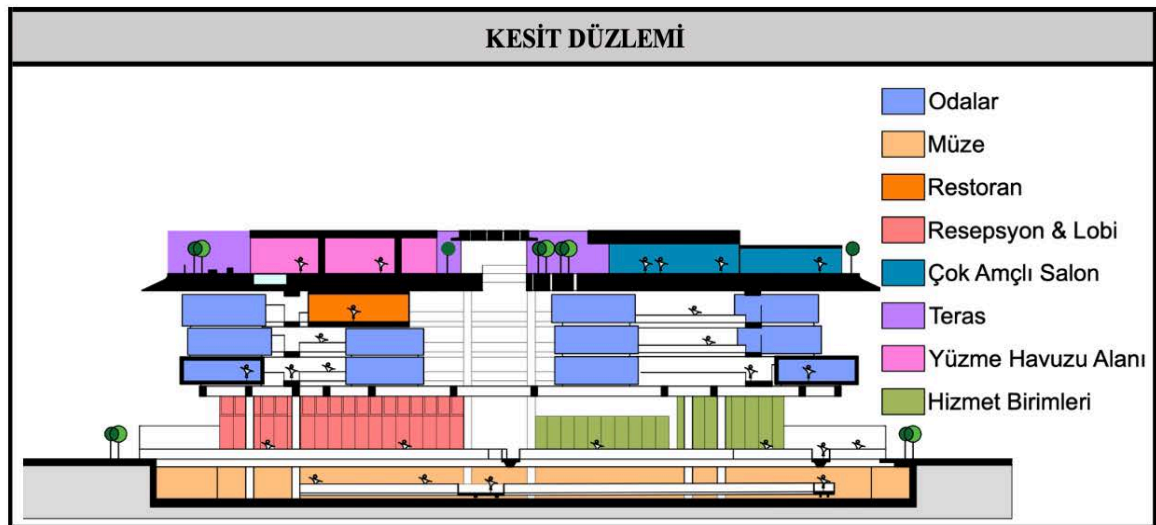 KESİT DÜZLEMİ
Odalar
Müze
Restoran
Resepsyon & Lobi
Çok Amçlı Salon
Teras
Yüzme Havuzu Alanı
Hizmet Birimleri